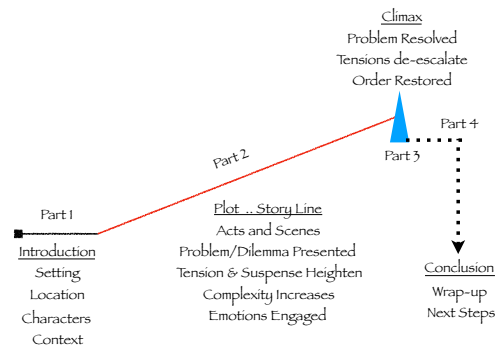 Climax
Problem Resolved
Tensions de-escalate
Order Restored
Part 4
Part 3
Part 2
Part 1
Introduction
Setting
Location
Characters
Context
Plot .. Story Line
Acts and Scenes
Problem/Dilemma Presented
Tension & Suspense Heighten
Complexity Increases
Emotions Engaged
Conclusion
Wrap-up
Next Steps